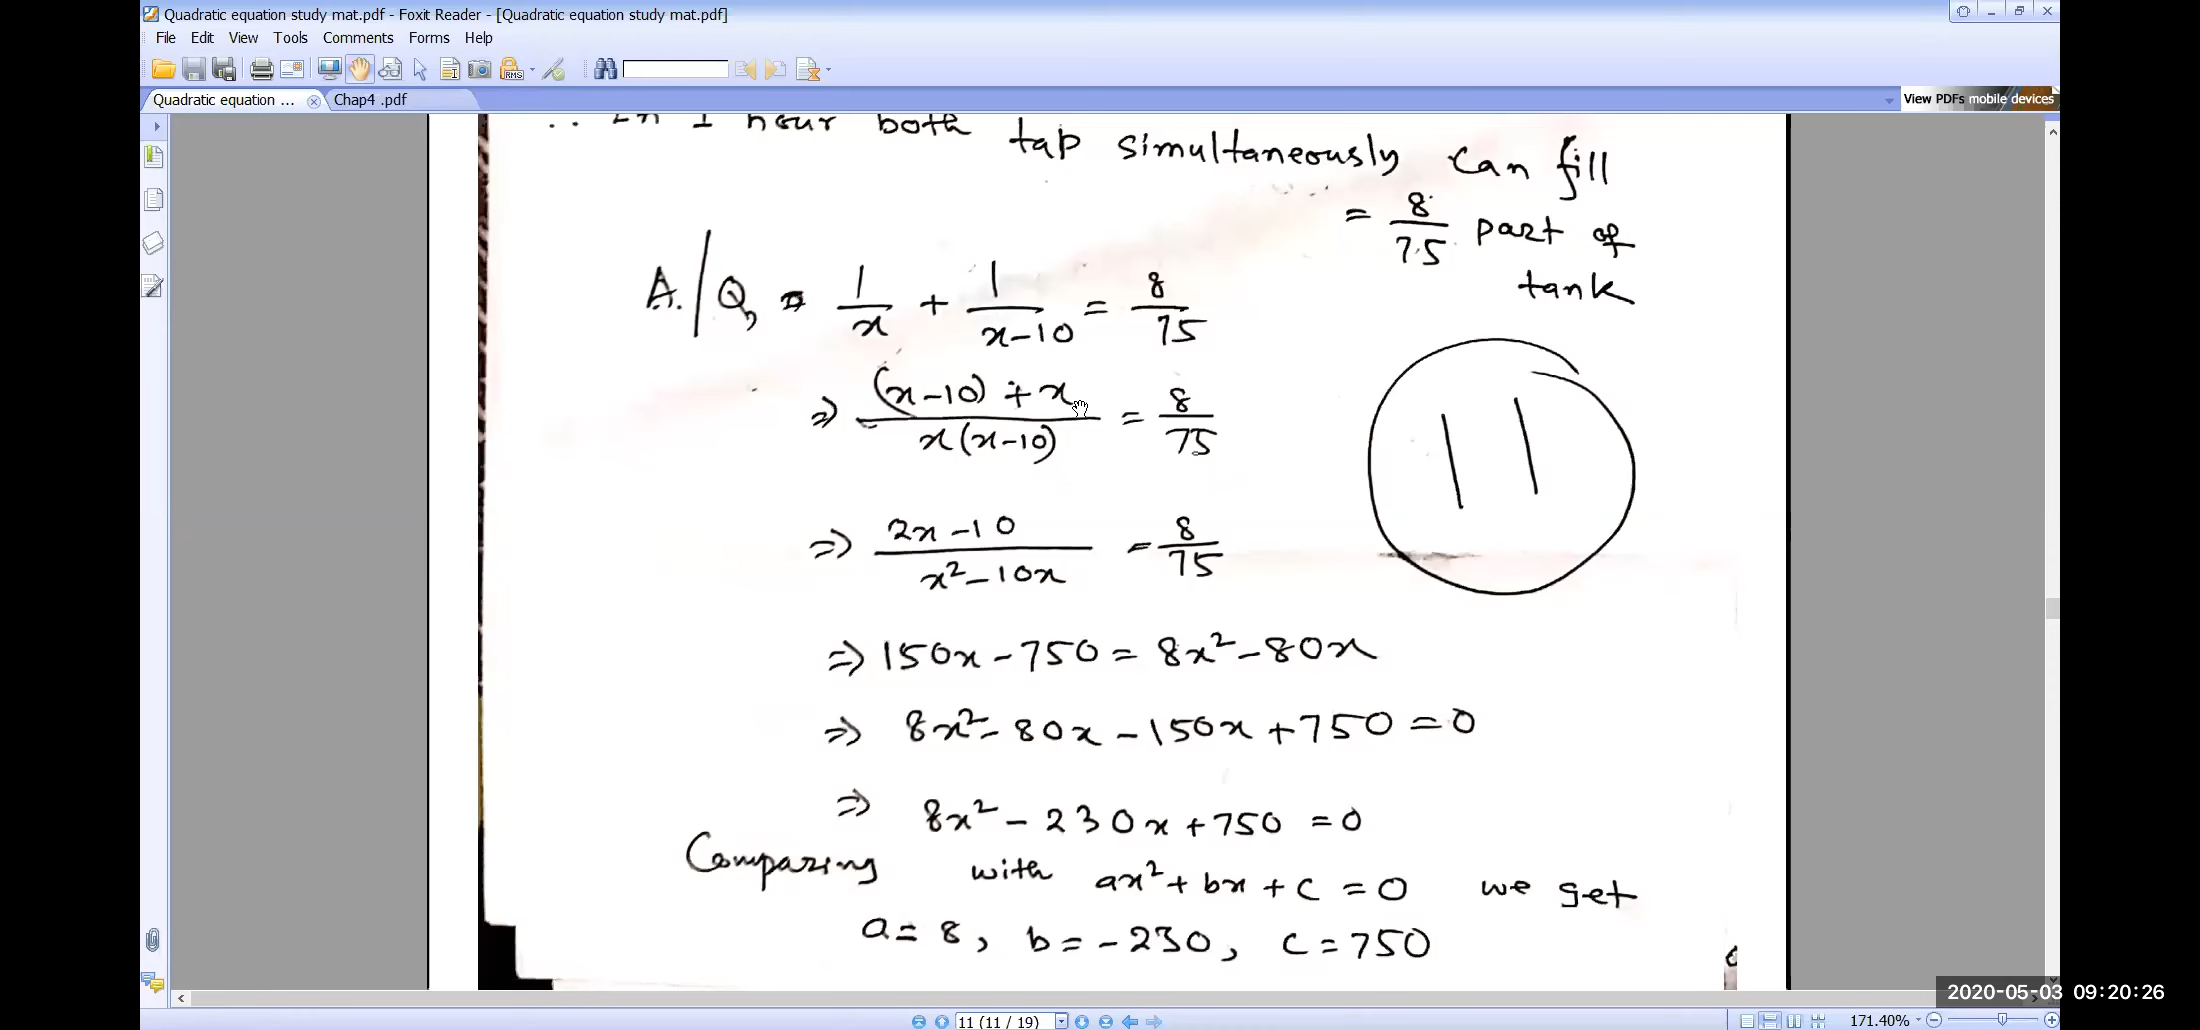 Quadratic equation study mat.pdf - Foxit Reader - [Quadratic equation study mat.pdf]
File Edit View Tools Comments Forms Help
Quadratic equation ... Chap4 .pdf
View PDFs mobile devices
∴ In 1 hour both tap simultaneously can fill
= 8/75 part of
tank
A./Q, 1/x + 1/(x-10) = 8/75
⇒ ((x-10) + x)/(x(x-10)) = 8/75
11
⇒ (2x-10)/(x²-10x) = 8/75
⇒ 150x - 750 = 8x² - 80x
⇒ 8x² - 80x - 150x + 750 = 0
⇒ 8x² - 230x + 750 = 0
Comparing with ax² + bx + c = 0 we get
a = 8, b = -230, c = 750
2020-05-03 09:20:26
11 (11 / 19)
171.40%